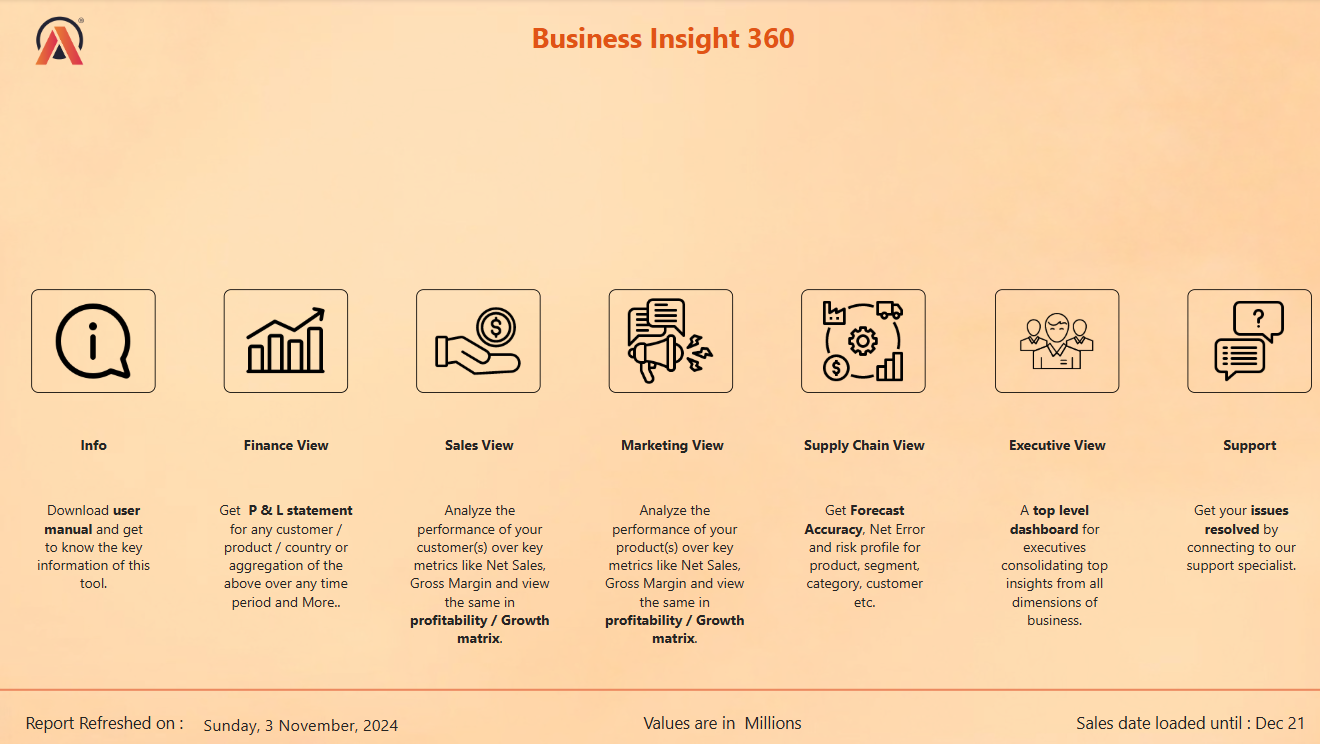 ®
Business Insight 360
$
$
?
Info
Finance View
Sales View
Marketing View
Supply Chain View
Executive View
Support
Download user
manual and get
to know the key
information of this
tool.
Get P & L statement
for any customer /
product / country or
aggregation of the
above over any time
period and More..
Analyze the
performance of your
customer(s) over key
metrics like Net Sales,
Gross Margin and view
the same in
profitability / Growth
matrix.
Analyze the
performance of your
product(s) over key
metrics like Net Sales,
Gross Margin and view
the same in
profitability / Growth
matrix.
Get Forecast
Accuracy, Net Error
and risk profile for
product, segment,
category, customer
etc.
A top level
dashboard for
executives
consolidating top
insights from all
dimensions of
business.
Get your issues
resolved by
connecting to our
support specialist.
Report Refreshed on : Sunday, 3 November, 2024
Values are in Millions
Sales date loaded until : Dec 21